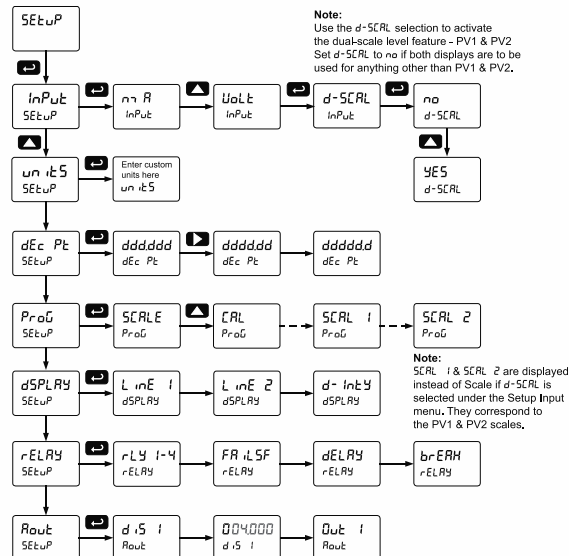 SEtuP
Note:
Use the d-SCAL selection to activate
the dual-scale level feature - PV1 & PV2
Set d-SCAL to no if both displays are to be
used for anything other than PV1 & PV2.
InPut
SEtuP
mA
InPut
VoLt
InPut
d-SCAL
InPut
no
d-SCAL
YES
d-SCAL
unitS
SEtuP
Enter custom
units here
unitS
dEc Pt
SEtuP
ddd.ddd
dEc Pt
dddd.dd
dEc Pt
ddddd.d
dEc Pt
ProG
SEtuP
SCALE
ProG
CAL
ProG
SCAL 1
ProG
SCAL 2
ProG
Note:
SCAL 1 & SCAL 2 are displayed
instead of Scale if d-SCAL is
selected under the Setup Input
menu. They correspond to
the PV1 & PV2 scales.
dSPLAY
SEtuP
LinE 1
dSPLAY
LinE 2
dSPLAY
d-IntY
dSPLAY
rELAY
SEtuP
rLY 1-4
rELAY
FAiLSF
rELAY
dELAY
rELAY
brEAK
rELAY
Aout
SEtuP
diS 1
Aout
004.000
diS 1
Out 1
Aout